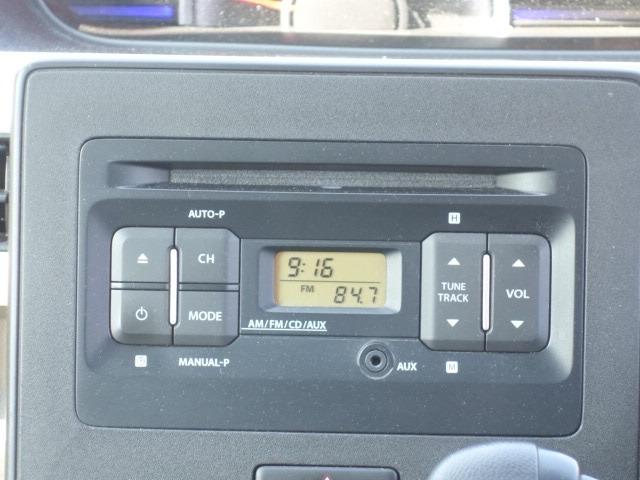 AUTO-P
H
CH
MODE
9:16
FM 84.7
AM/FM/CD/AUX
TUNE
TRACK
VOL
MANUAL-P
AUX
M